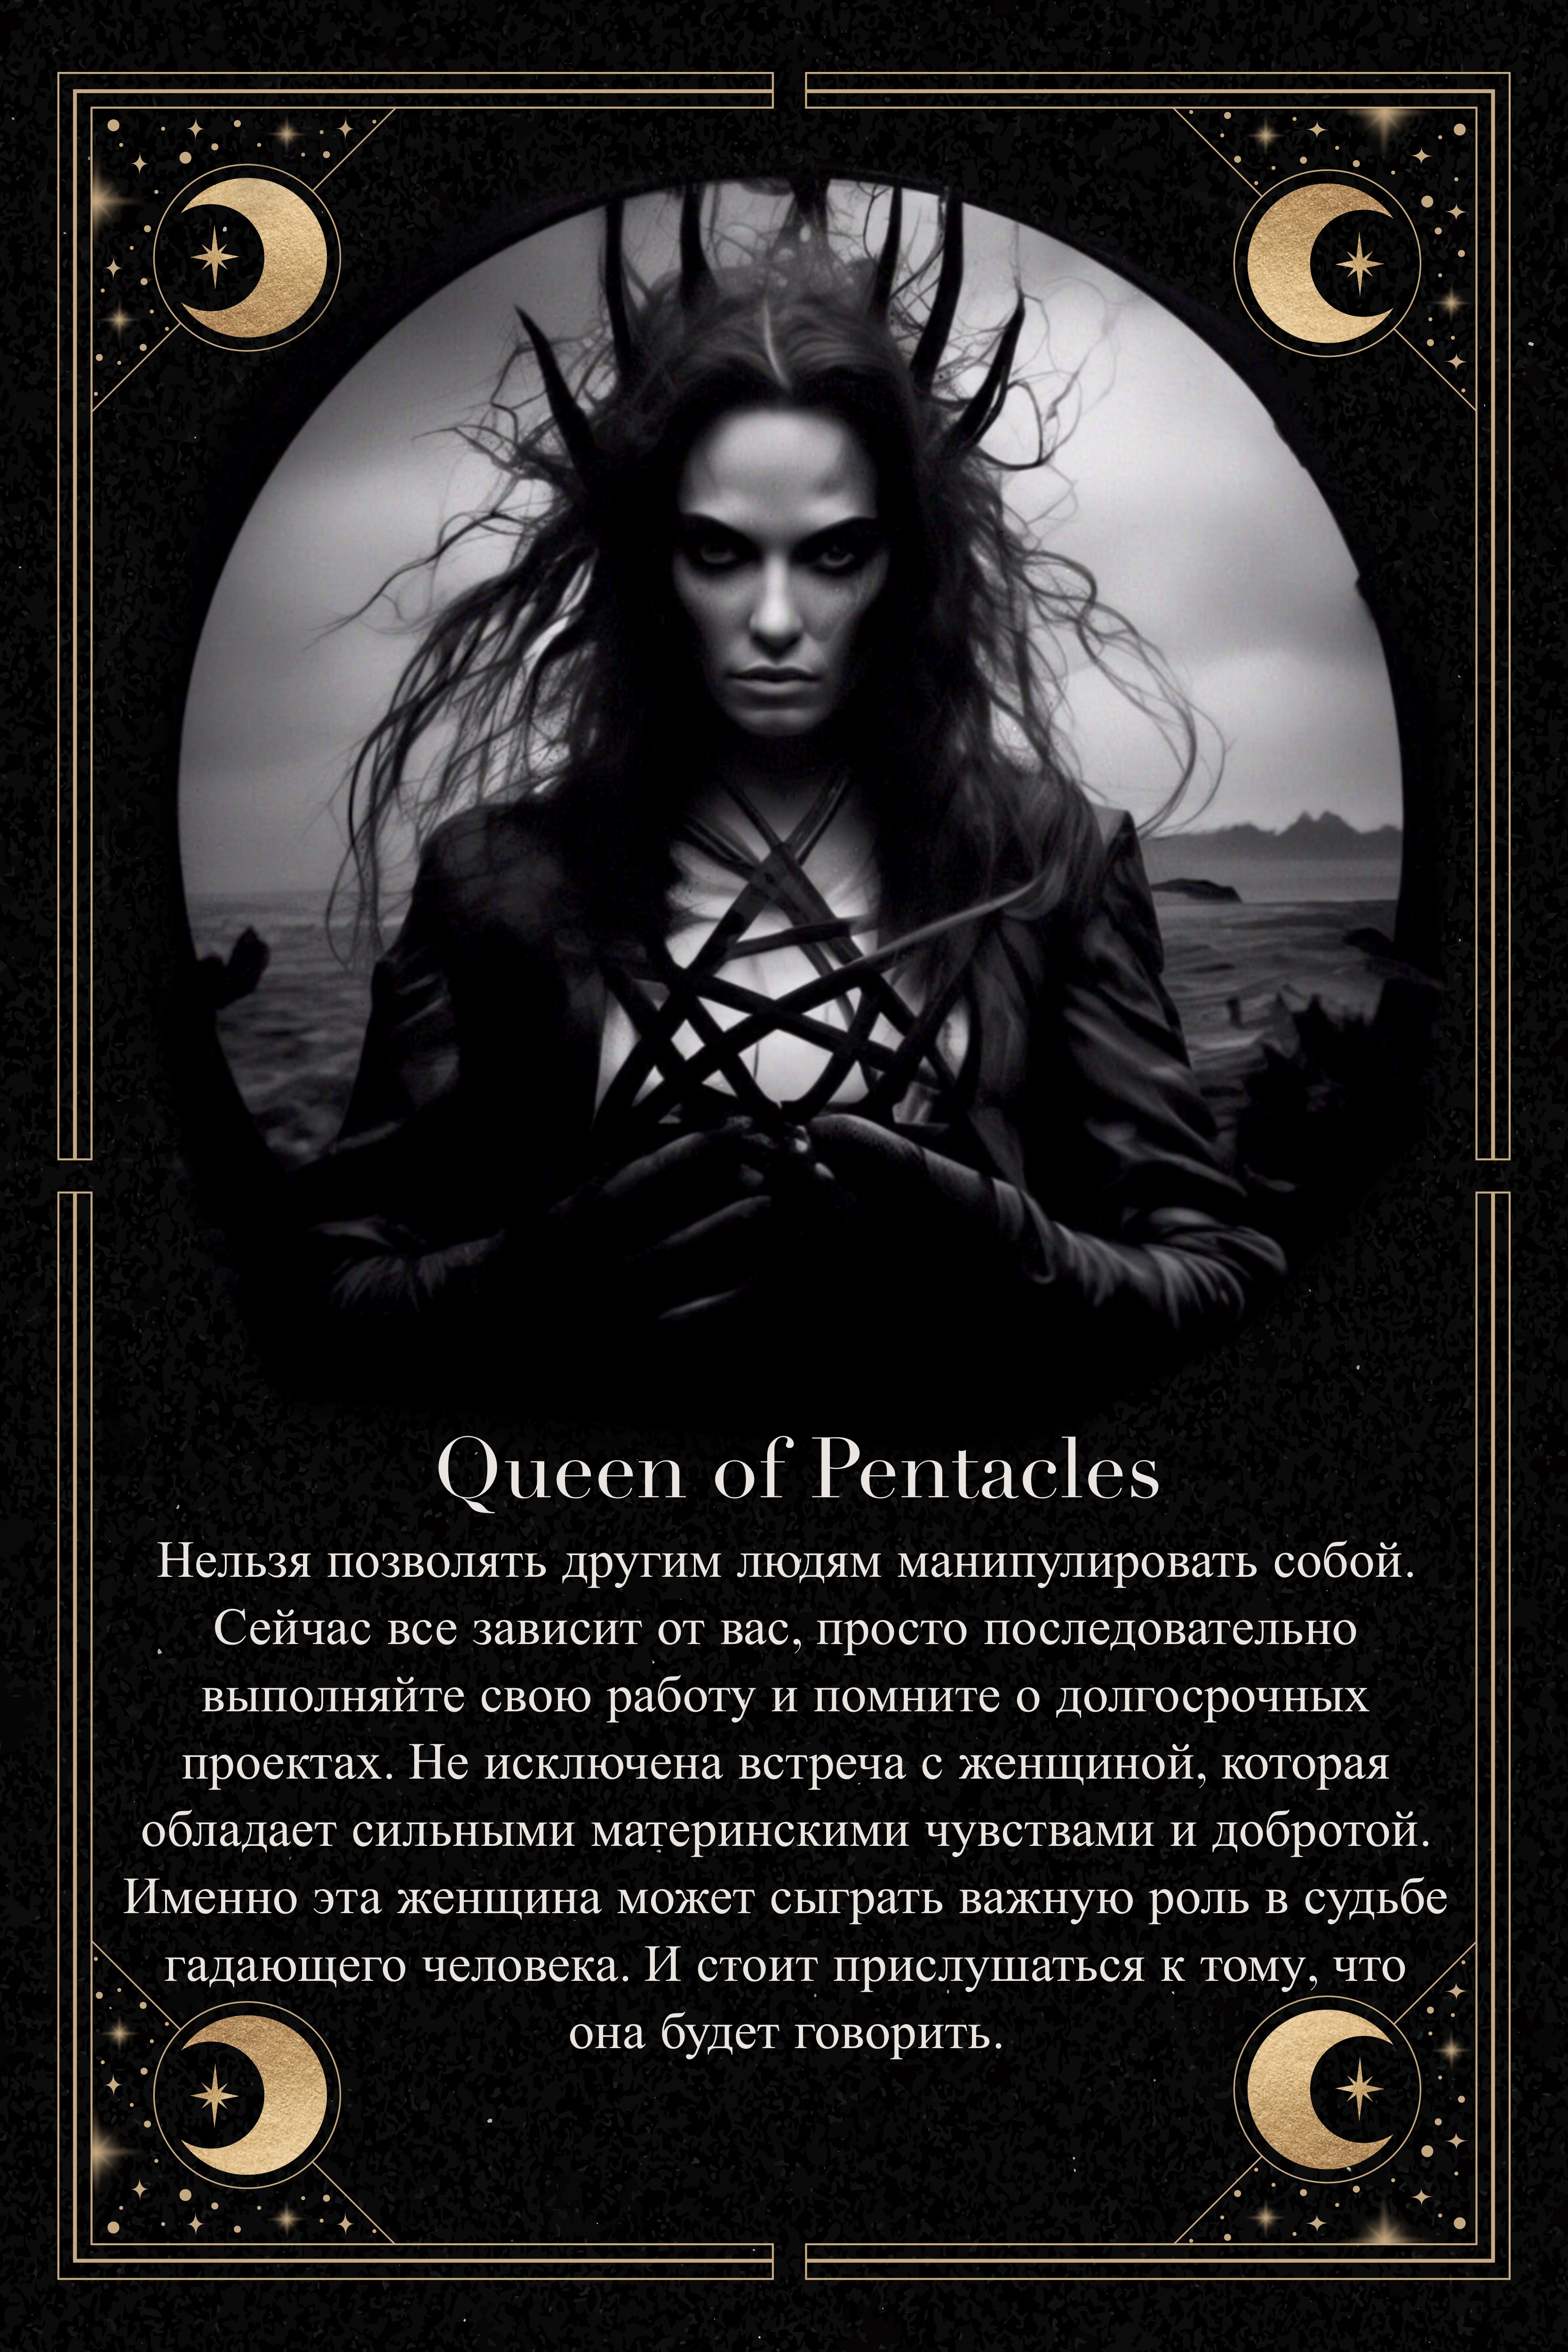 Queen of Pentacles
Нельзя позволять другим людям манипулировать собой.
Сейчас все зависит от вас, просто последовательно
выполняйте свою работу и помните о долгосрочных
проектах. Не исключена встреча с женщиной, которая
обладает сильными материнскими чувствами и добротой.
Именно эта женщина может сыграть важную роль в судьбе
гадающего человека. И стоит прислушаться к тому, что
она будет говорить.